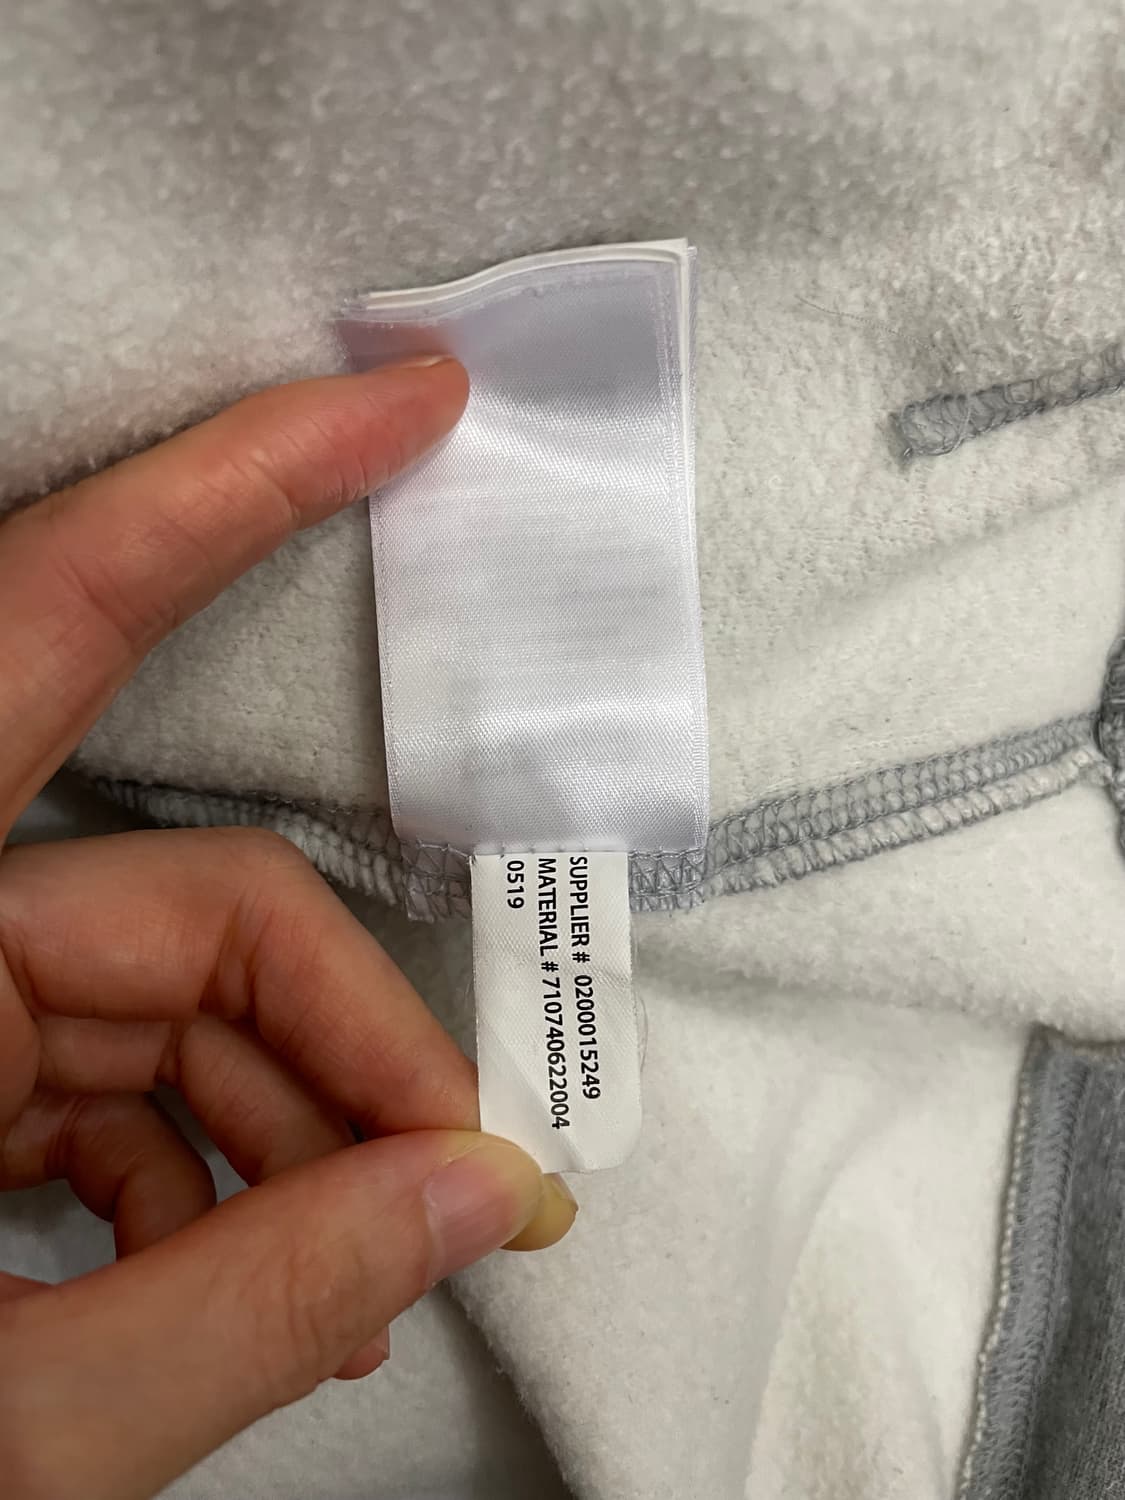 SUPPLIER # 0200015249
MATERIAL # 710740622004
0519